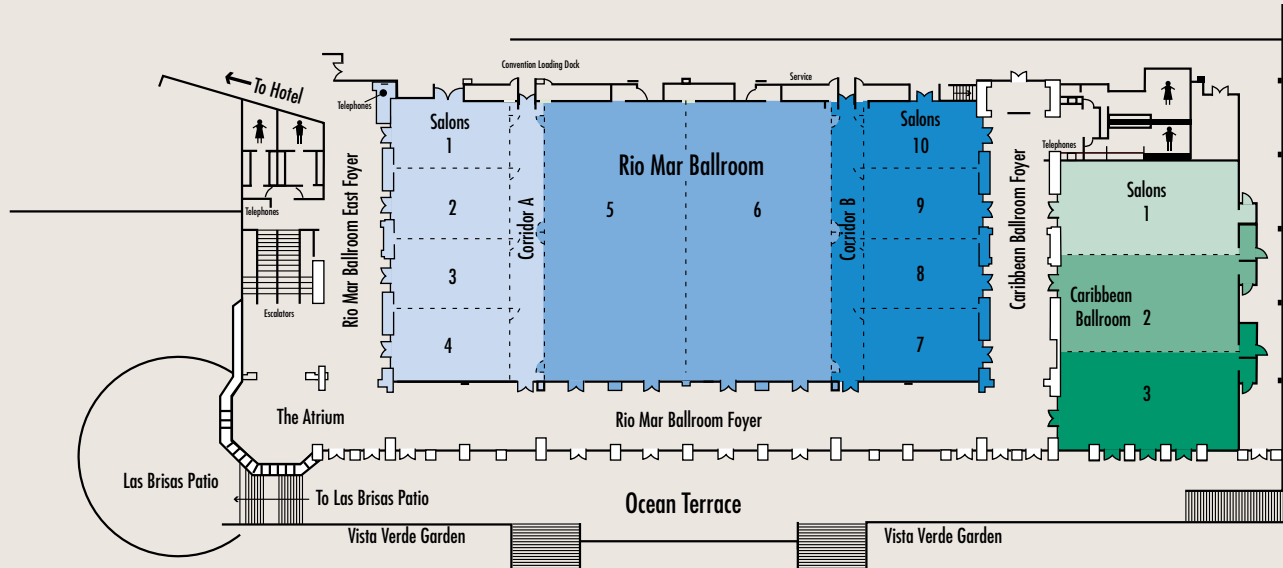 Convention Loading Dock
Service
To Hotel
Telephones
Salons
1
Salons
10
Rio Mar Ballroom
Telephones
Salons
1
2
5
6
9
Telephones
Rio Mar Ballroom East Foyer
Corridor A
Corridor B
Caribbean Ballroom Foyer
3
8
Caribbean
Ballroom
2
Escalators
4
7
3
The Atrium
Rio Mar Ballroom Foyer
Las Brisas Patio
To Las Brisas Patio
Ocean Terrace
Vista Verde Garden
Vista Verde Garden